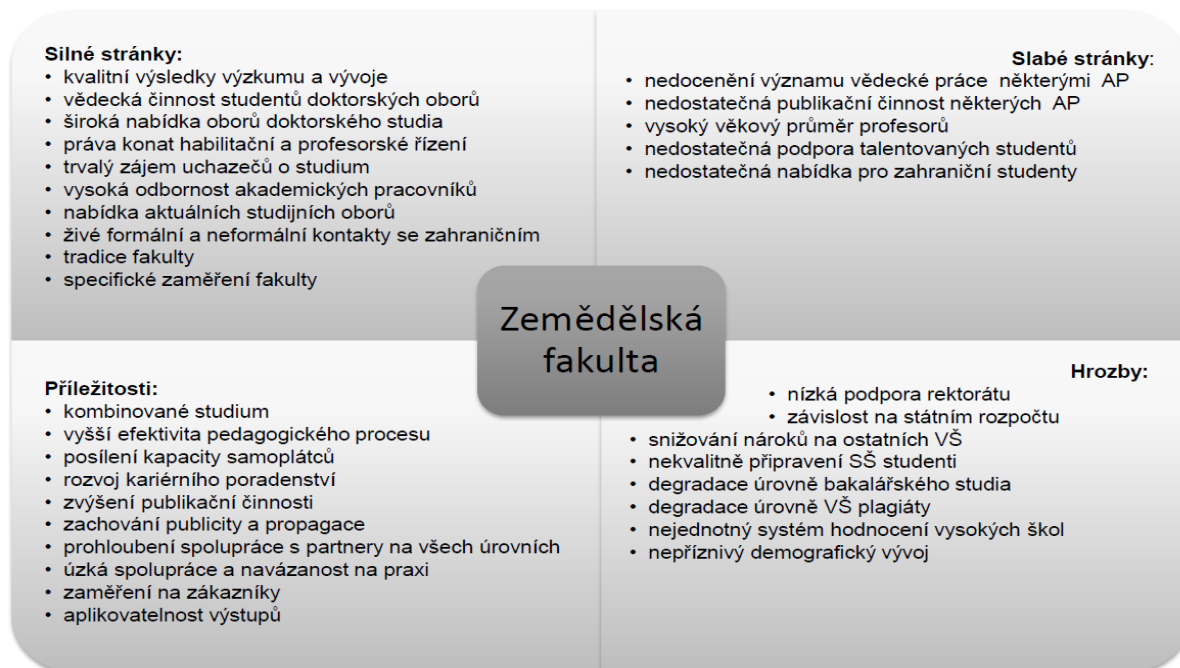 Silné stránky:
• kvalitní výsledky výzkumu a vývoje
• vědecká činnost studentů doktorských oborů
• široká nabídka oborů doktorského studia
• práva konat habilitační a profesorské řízení
• trvalý zájem uchazečů o studium
• vysoká odbornost akademických pracovníků
• nabídka aktuálních studijních oborů
• živé formální a neformální kontakty se zahraničním
• tradice fakulty
• specifické zaměření fakulty
Slabé stránky:
• nedocenění významu vědecké práce některými AP
• nedostatečná publikační činnost některých AP
• vysoký věkový průměr profesorů
• nedostatečná podpora talentovaných studentů
• nedostatečná nabídka pro zahraniční studenty
Zemědělská
fakulta
Příležitosti:
• kombinované studium
• vyšší efektivita pedagogického procesu
• posílení kapacity samoplátců
• rozvoj kariérního poradenství
• zvýšení publikační činnosti
• zachování publicity a propagace
• prohloubení spolupráce s partnery na všech úrovních
• úzká spolupráce a navázanost na praxi
• zaměření na zákazníky
• aplikovatelnost výstupů
Hrozby:
• nízká podpora rektorátu
• závislost na státním rozpočtu
• snižování nároků na ostatních VŠ
• nekvalitně připravení SŠ studenti
• degradace úrovně bakalářského studia
• degradace úrovně VŠ plagiáty
• nejednotný systém hodnocení vysokých škol
• nepříznivý demografický vývoj